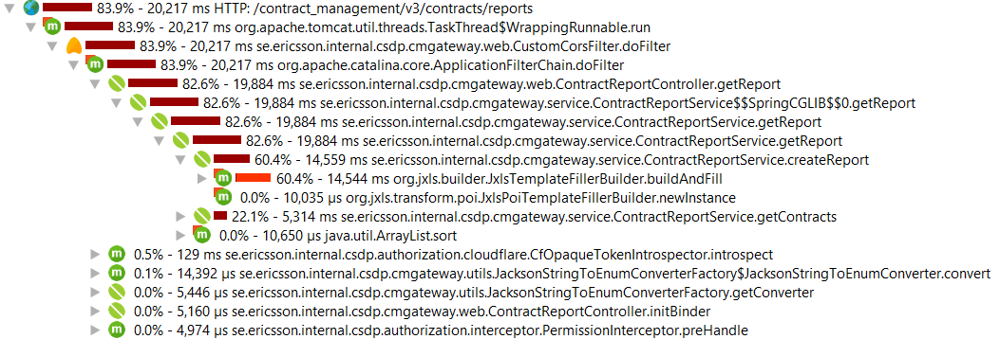 83.9% - 20,217 ms HTTP: /contract_management/v3/contracts/reports
83.9% - 20,217 ms org.apache.tomcat.util.threads.TaskThread$WrappingRunnable.run
83.9% - 20,217 ms se.ericsson.internal.csdp.cmgateway.web.CustomCorsFilter.doFilter
83.9% - 20,217 ms org.apache.catalina.core.ApplicationFilterChain.doFilter
82.6% - 19,884 ms se.ericsson.internal.csdp.cmgateway.web.ContractReportController.getReport
82.6% - 19,884 ms se.ericsson.internal.csdp.cmgateway.service.ContractReportService$$SpringCGLIB$$0.getReport
82.6% - 19,884 ms se.ericsson.internal.csdp.cmgateway.service.ContractReportService.getReport
82.6% - 19,884 ms se.ericsson.internal.csdp.cmgateway.service.ContractReportService.getReport
60.4% - 14,559 ms se.ericsson.internal.csdp.cmgateway.service.ContractReportService.createReport
m 60.4% - 14,544 ms org.jxls.builder.JxlsTemplateFillerBuilder.buildAndFill
m 0.0% - 10,035 µs org.jxls.transform.poi.JxlsPoiTemplateFillerBuilder.newInstance
22.1% - 5,314 ms se.ericsson.internal.csdp.cmgateway.service.ContractReportService.getContracts
m 0.0% - 10,650 µs java.util.ArrayList.sort
m 0.5% - 129 ms se.ericsson.internal.csdp.authorization.cloudflare.CfOpaqueTokenIntrospector.introspect
m 0.1% - 14,392 µs se.ericsson.internal.csdp.cmgateway.utils.JacksonStringToEnumConverterFactory$JacksonStringToEnumConverter.convert
0.0% - 5,446 µs se.ericsson.internal.csdp.cmgateway.utils.JacksonStringToEnumConverterFactory.getConverter
0.0% - 5,160 µs se.ericsson.internal.csdp.cmgateway.web.ContractReportController.initBinder
m 0.0% - 4,974 µs se.ericsson.internal.csdp.authorization.interceptor.PermissionInterceptor.preHandle